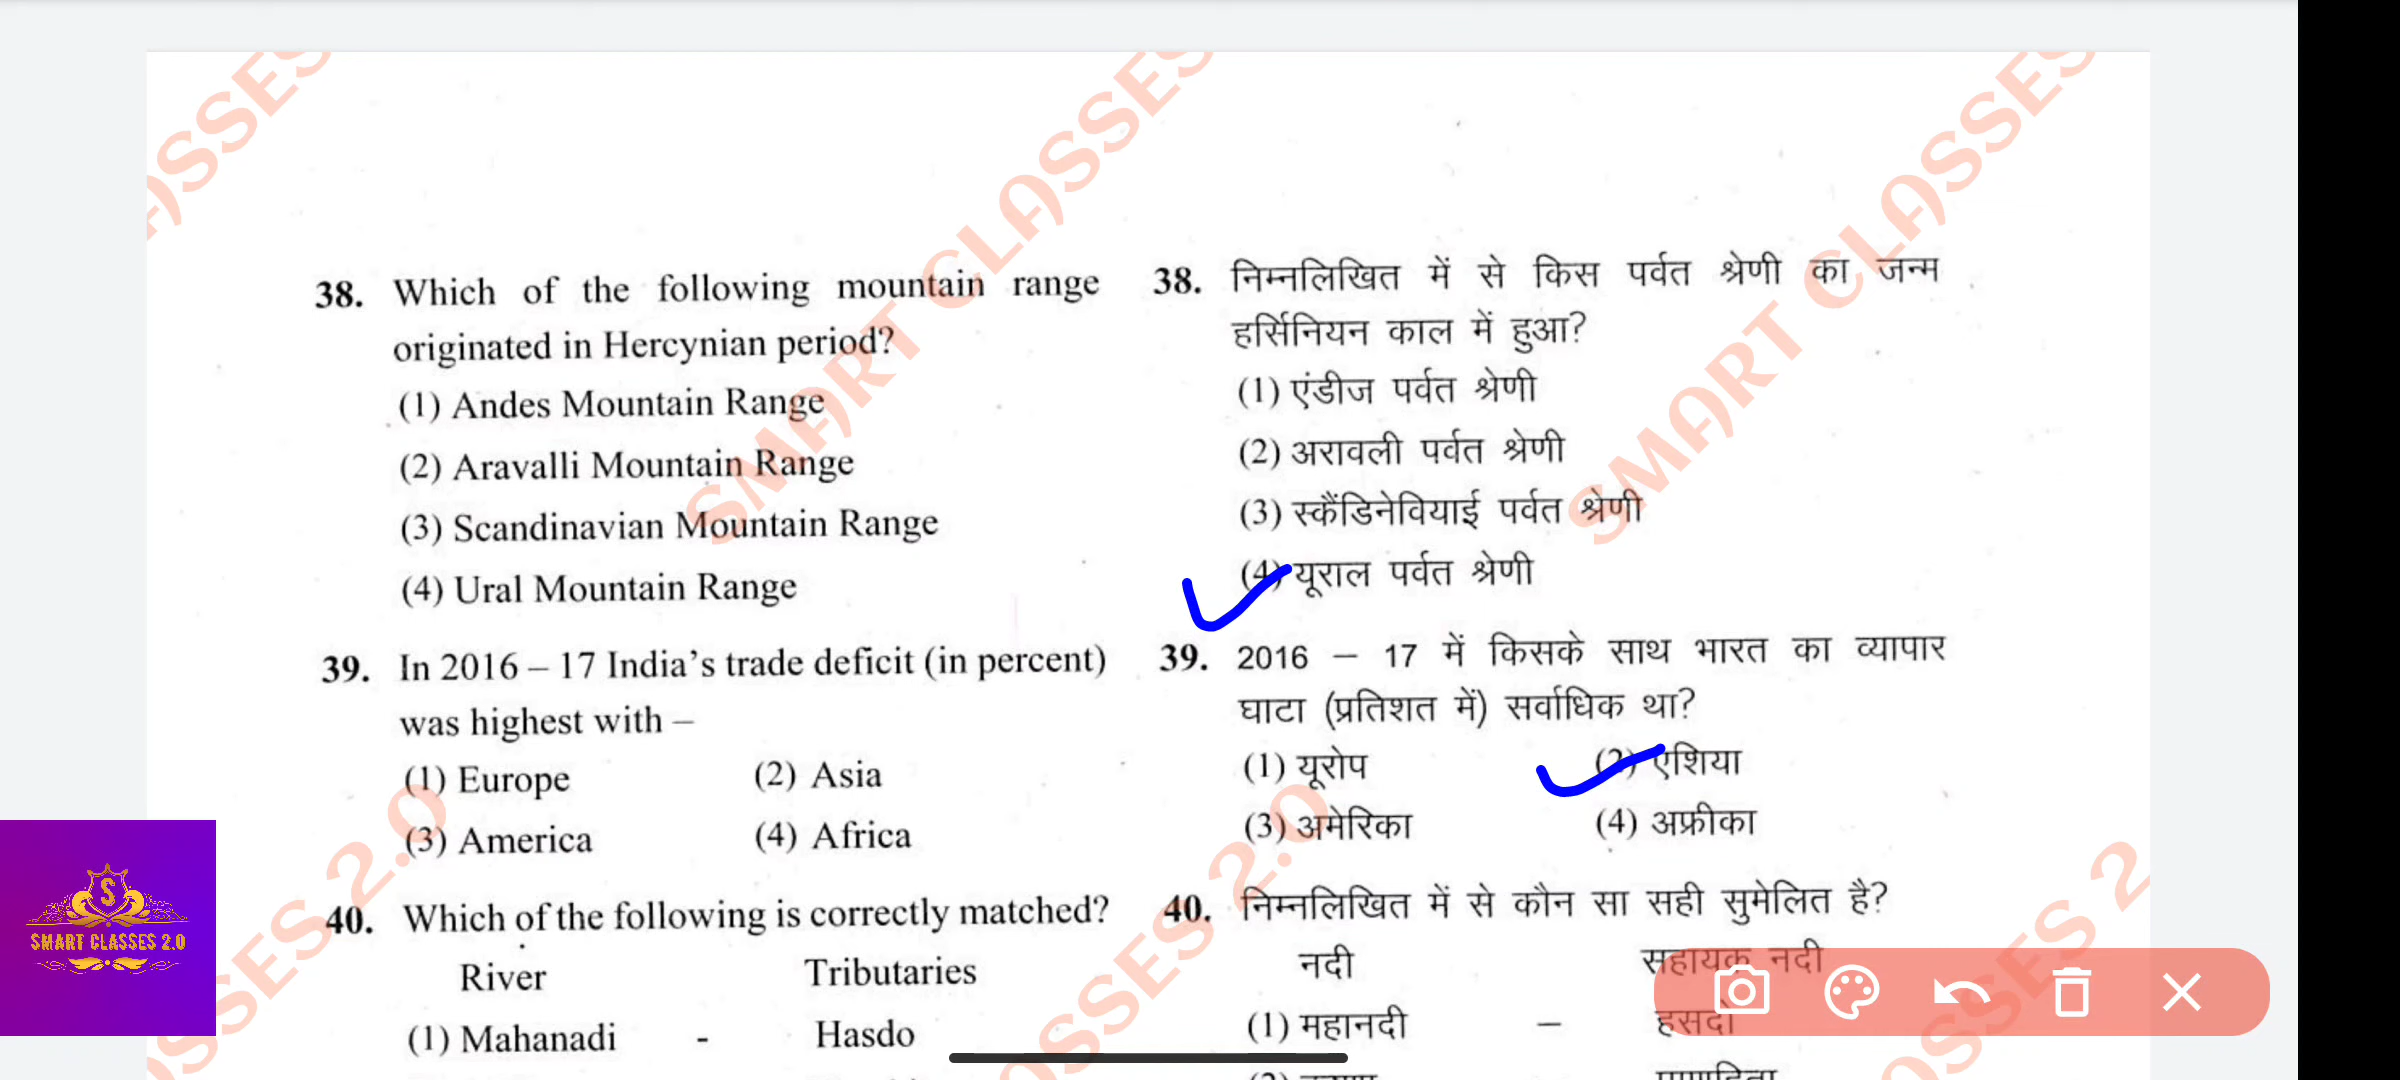 38. Which of the following mountain range
originated in Hercynian period?
(1) Andes Mountain Range
(2) Aravalli Mountain Range
(3) Scandinavian Mountain Range
(4) Ural Mountain Range
39. In 2016 – 17 India's trade deficit (in percent)
was highest with –
(1) Europe (2) Asia
(3) America (4) Africa
40. Which of the following is correctly matched?
River Tributaries
(1) Mahanadi - Hasdo
38. निम्नलिखित में से किस पर्वत श्रेणी का जन्म
हर्सिनियन काल में हुआ?
(1) एंडीज पर्वत श्रेणी
(2) अरावली पर्वत श्रेणी
(3) स्कैंडिनेवियाई पर्वत श्रेणी
(4) यूराल पर्वत श्रेणी
39. 2016 – 17 में किसके साथ भारत का व्यापार
घाटा (प्रतिशत में) सर्वाधिक था?
(1) यूरोप (2) एशिया
(3) अमेरिका (4) अफ्रीका
40. निम्नलिखित में से कौन सा सही सुमेलित है?
नदी सहायक नदी
(1) महानदी – हसदो
SMART CLASSES 2.0
S
SMART CLASSES 2.0